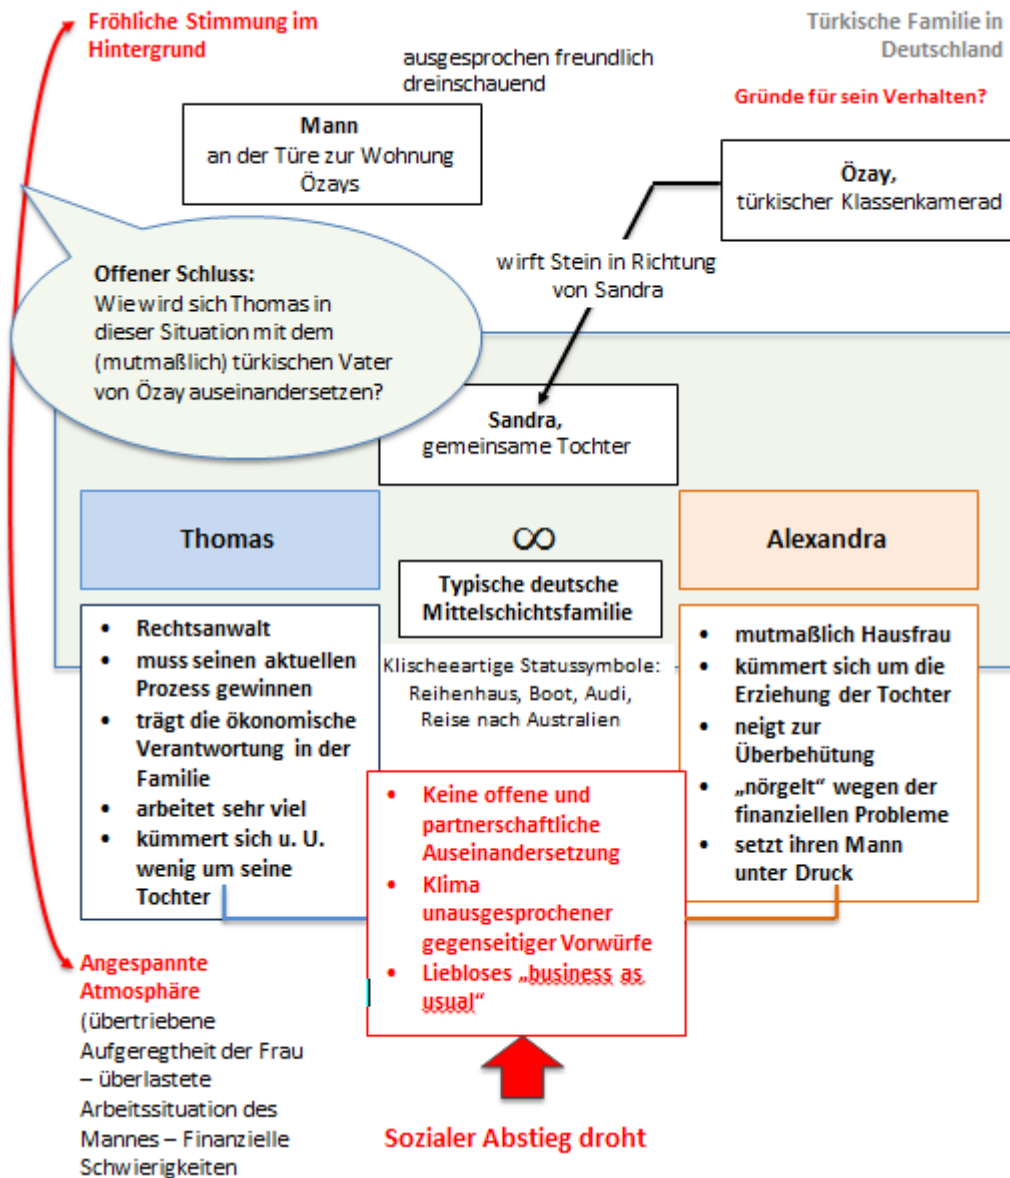 Fröhliche Stimmung im
Hintergrund
ausgesprochen freundlich
dreinschauend
Türkische Familie in
Deutschland
Gründe für sein Verhalten?
Mann
an der Türe zur Wohnung
Özays
Özay,
türkischer Klassenkamerad
wirft Stein in Richtung
von Sandra
Offener Schluss:
Wie wird sich Thomas in
dieser Situation mit dem
(mutmaßlich) türkischen Vater
von Özay auseinandersetzen?
Sandra,
gemeinsame Tochter
Thomas
∞
Alexandra
Typische deutsche
Mittelschichtsfamilie
Klischeeartige Statussymbole:
Reihenhaus, Boot, Audi,
Reise nach Australien
• Rechtsanwalt
• muss seinen aktuellen
Prozess gewinnen
• trägt die ökonomische
Verantwortung in der
Familie
• arbeitet sehr viel
• kümmert sich u. U.
wenig um seine
Tochter
• mutmaßlich Hausfrau
• kümmert sich um die
Erziehung der Tochter
• neigt zur
Überbehütung
• „nörgelt“ wegen der
finanziellen Probleme
• setzt ihren Mann
unter Druck
• Keine offene und
partnerschaftliche
Auseinandersetzung
• Klima
unausgesprochener
gegenseitiger Vorwürfe
• Liebloses „business as
usual“
Angespannte
Atmosphäre
(übertriebene
Aufgeregtheit der Frau
– überlastete
Arbeitssituation des
Mannes – Finanzielle
Schwierigkeiten
Sozialer Abstieg droht